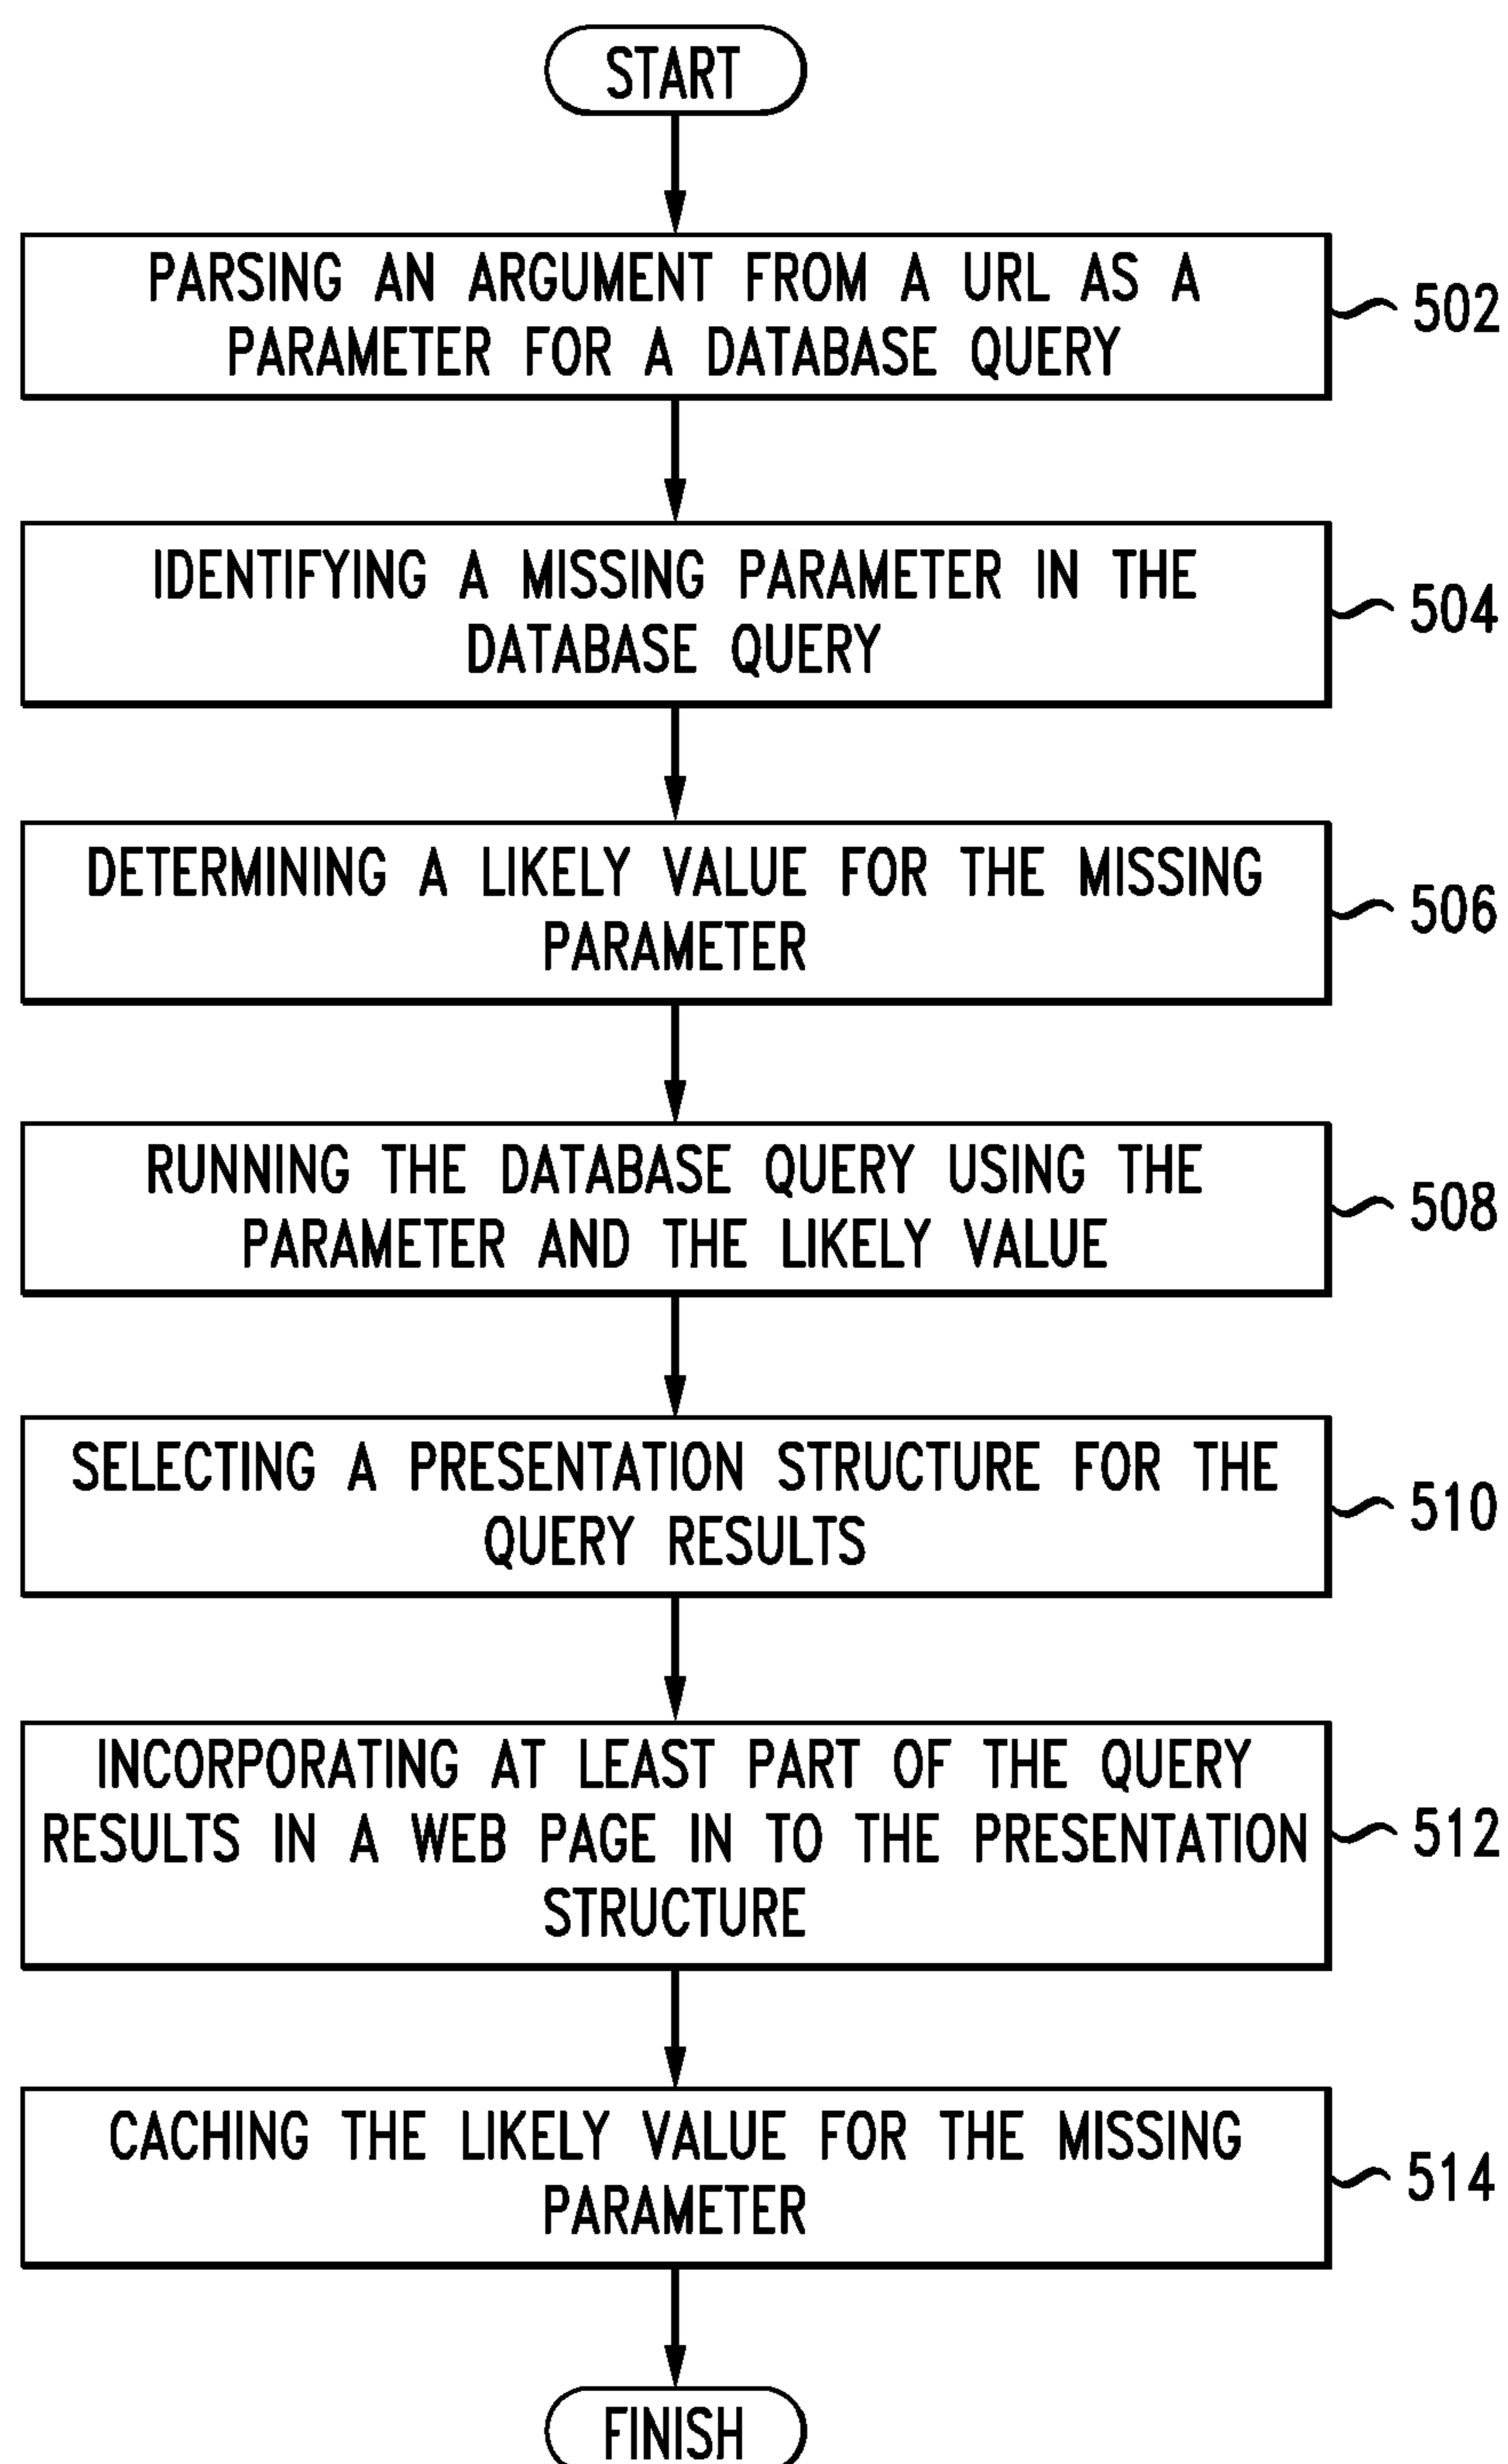 START
PARSING AN ARGUMENT FROM A URL AS A
PARAMETER FOR A DATABASE QUERY
502
IDENTIFYING A MISSING PARAMETER IN THE
DATABASE QUERY
504
DETERMINING A LIKELY VALUE FOR THE MISSING
PARAMETER
506
RUNNING THE DATABASE QUERY USING THE
PARAMETER AND THE LIKELY VALUE
508
SELECTING A PRESENTATION STRUCTURE FOR THE
QUERY RESULTS
510
INCORPORATING AT LEAST PART OF THE QUERY
RESULTS IN A WEB PAGE IN TO THE PRESENTATION
STRUCTURE
512
CACHING THE LIKELY VALUE FOR THE MISSING
PARAMETER
514
FINISH